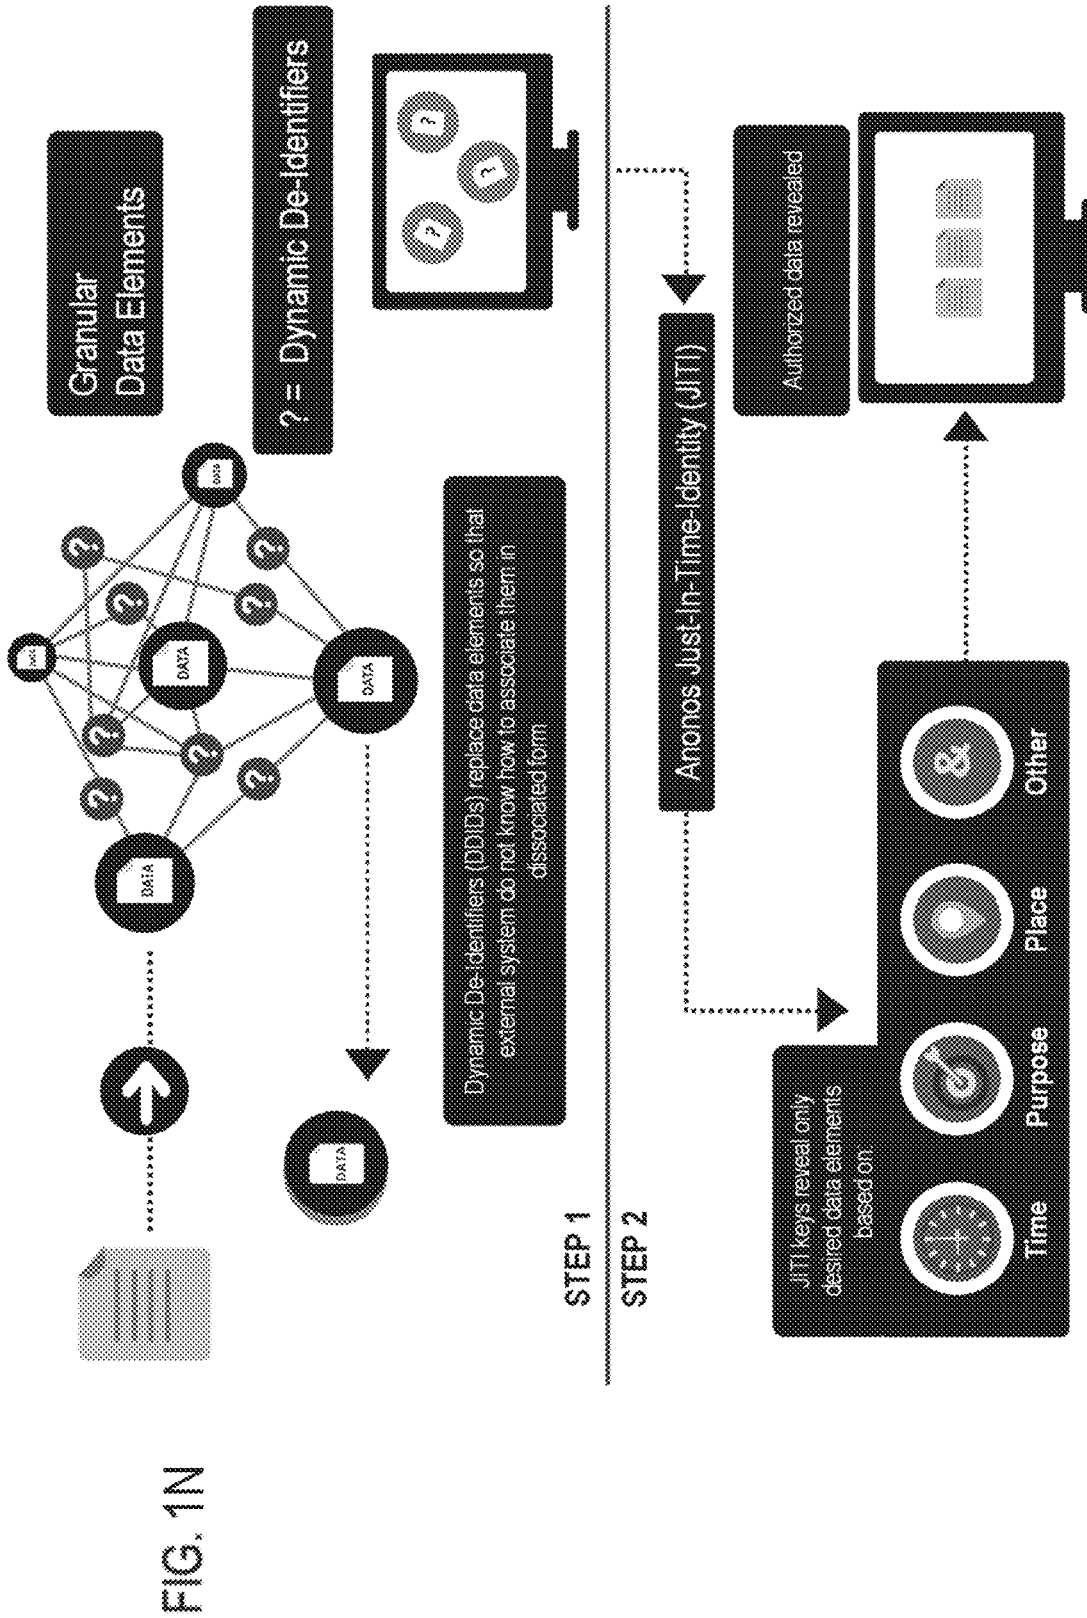 FIG. 1N
Granular
Data Elements
DATA
DATA
DATA
DATA
DATA
DATA
?
?
?
?
?
?
?
?
? = Dynamic De-Identifiers
?
?
?
Dynamic De-Identifiers (DDIDs) replace data elements so that
external system do not know how to associate them in
dissociated form
STEP 1
STEP 2
Anonos Just-In-Time-Identity (JITI)
JITI keys reveal only
desired data elements
based on
Time
Purpose
Place
&
Other
Authorized data revealed